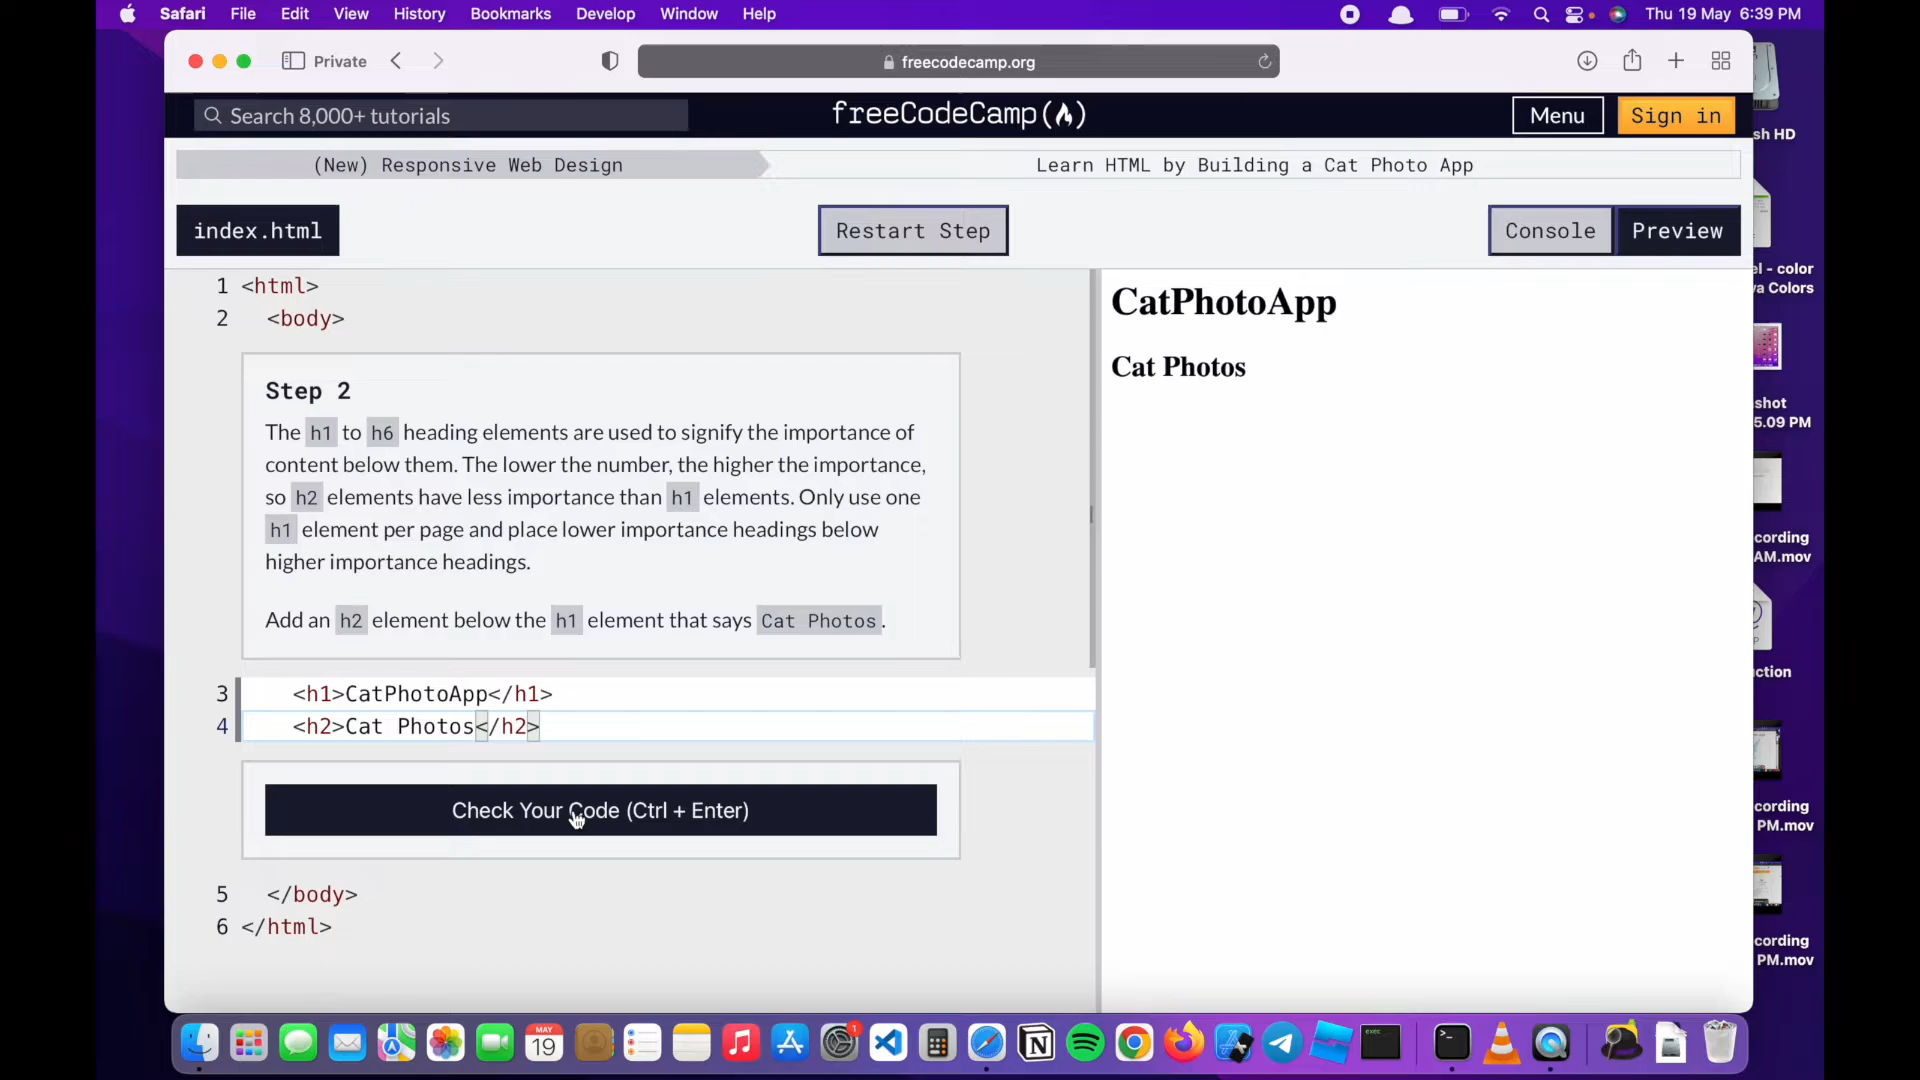 Safari File Edit View History Bookmarks Develop Window Help Thu 19 May 6:39 PM
Private freecodecamp.org
Search 8,000+ tutorials freeCodeCamp Menu Sign in
(New) Responsive Web Design Learn HTML by Building a Cat Photo App
index.html Restart Step Console Preview
1 <html>
2 <body>
Step 2
The h1 to h6 heading elements are used to signify the importance of
content below them. The lower the number, the higher the importance,
so h2 elements have less importance than h1 elements. Only use one
h1 element per page and place lower importance headings below
higher importance headings.
Add an h2 element below the h1 element that says Cat Photos.
3 <h1>CatPhotoApp</h1>
4 <h2>Cat Photos</h2>
Check Your Code (Ctrl + Enter)
5 </body>
6 </html>
CatPhotoApp
Cat Photos
sh HD
el - color
va Colors
shot
5.09 PM
cording
AM.mov
ction
cording
PM.mov
cording
PM.mov
MAY
19
1
exec